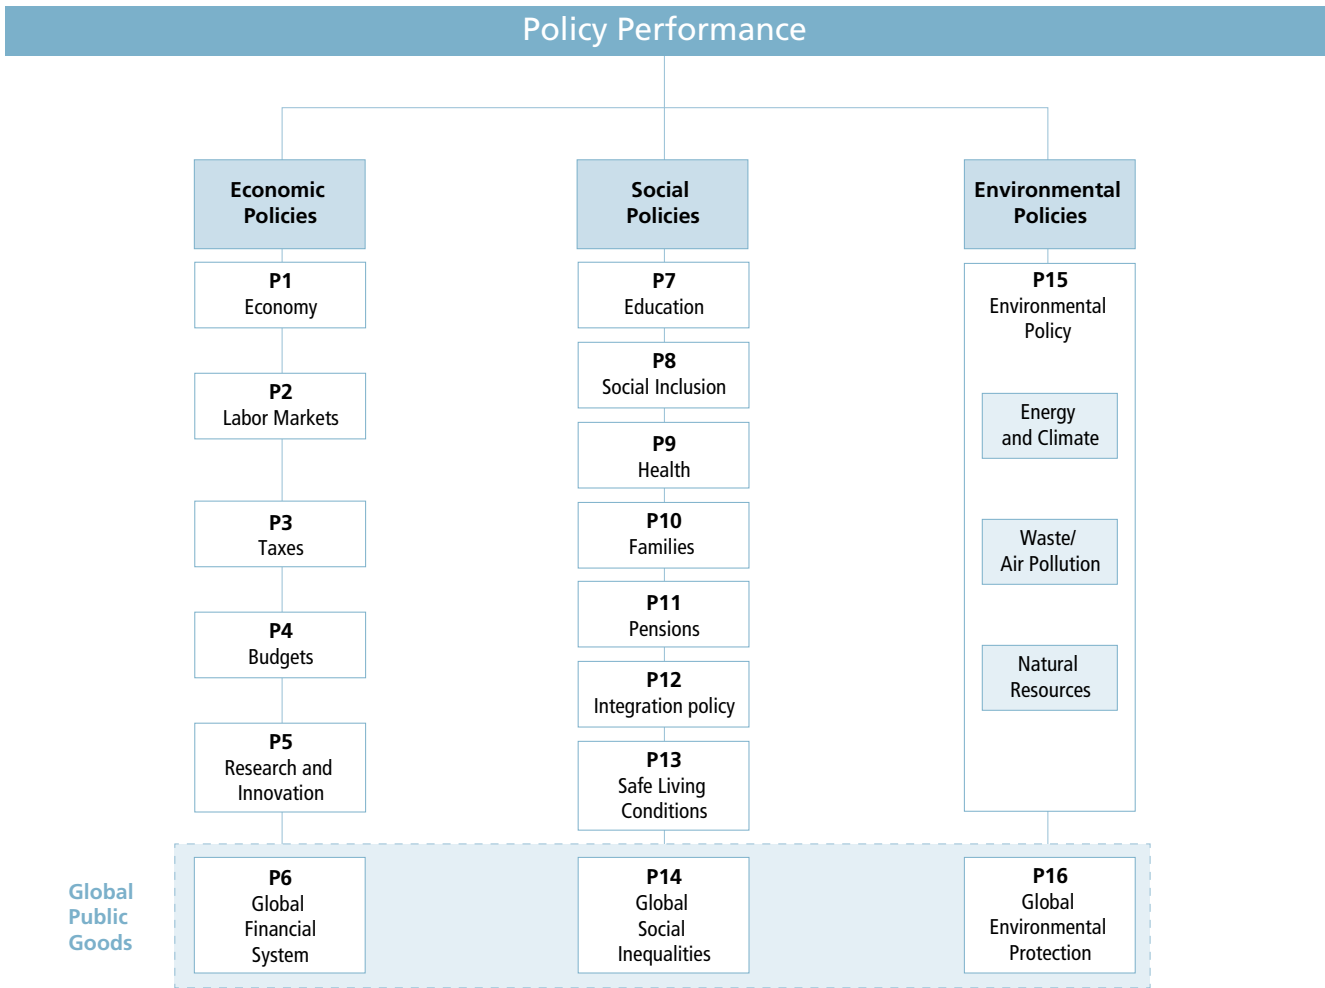 Policy Performance
Economic
Policies
P1
Economy
P2
Labor Markets
P3
Taxes
P4
Budgets
P5
Research and
Innovation
Social
Policies
P7
Education
P8
Social Inclusion
P9
Health
P10
Families
P11
Pensions
P12
Integration policy
P13
Safe Living
Conditions
Environmental
Policies
P15
Environmental
Policy
Energy
and Climate
Waste/
Air Pollution
Natural
Resources
Global
Public
Goods
P6
Global
Financial
System
P14
Global
Social
Inequalities
P16
Global
Environmental
Protection